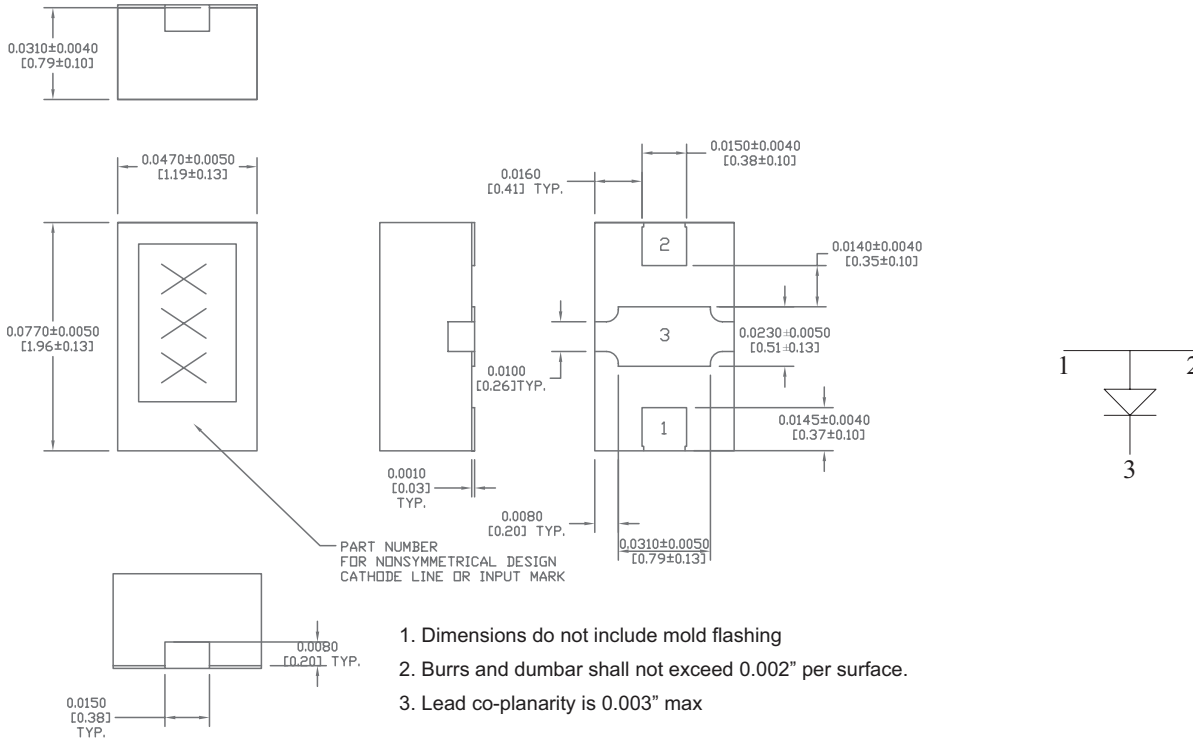 0.0310±0.0040
[0.79±0.10]
0.0470±0.0050
[1.19±0.13]
0.0150±0.0040
[0.38±0.10]
0.0160
[0.41] TYP.
2
0.0140±0.0040
[0.35±0.10]
0.0770±0.0050
[1.96±0.13]
3
0.0230±0.0050
[0.51±0.13]
0.0100
[0.26]TYP.
1
0.0145±0.0040
[0.37±0.10]
1
2
3
0.0010
[0.03]
TYP.
0.0080
[0.20] TYP.
0.0310±0.0050
[0.79±0.13]
PART NUMBER
FOR NONSYMMETRICAL DESIGN
CATHODE LINE OR INPUT MARK
0.0080
[0.20] TYP.
0.0150
[0.38]
TYP.
1. Dimensions do not include mold flashing
2. Burrs and dumbar shall not exceed 0.002” per surface.
3. Lead co-planarity is 0.003” max